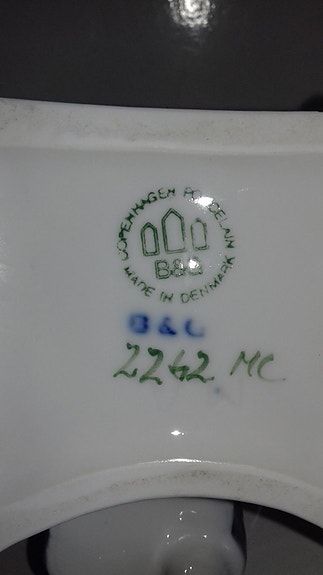 COPENHAGEN PORCELAIN
B&G
MADE IN DENMARK
B & G
2262 MC